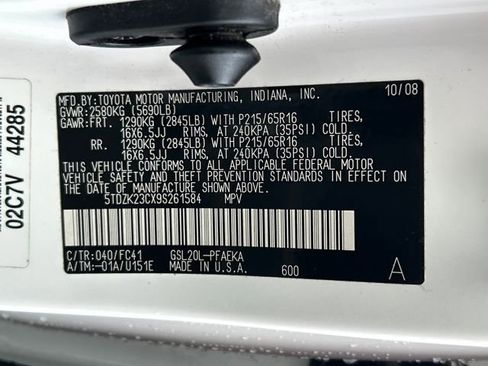 MFD.BY:TOYOTA MOTOR MANUFACTURING, INDIANA, INC. 10/08
GVWR:2580KG (5690LB)
GAWR:FRT. 1290KG (2845LB) WITH P215/65R16 TIRES,
16X6.5JJ RIMS, AT 240KPA (35PSI) COLD.
RR. 1290KG (2845LB) WITH P215/65R16 TIRES,
16X6.5JJ RIMS, AT 240KPA (35PSI) COLD.
THIS VEHICLE CONFORMS TO ALL APPLICABLE FEDERAL MOTOR
VEHICLE SAFETY AND THEFT PREVENTION STANDARDS IN EFFECT
ON THE DATE OF MANUFACTURE SHOWN ABOVE.
5TDZK23CX9S261584 MPV
C/TR:040/FC41 GSL20L-PFAEKA
A/TM:-01A/U151E MADE IN U.S.A. 600 A
02C7V 44285